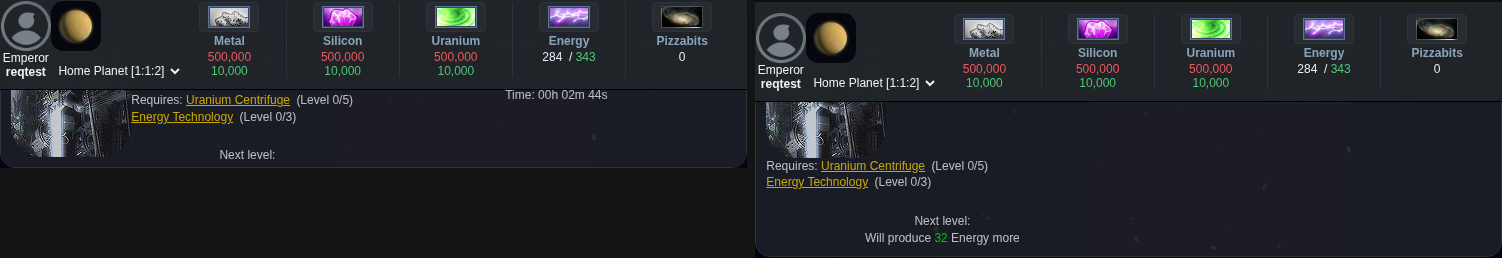 Metal Silicon Uranium Energy Pizzabits
500,000 500,000 500,000 284 / 343 0
10,000 10,000 10,000
Emperor
reqtest
Home Planet [1:1:2]
Requires: Uranium Centrifuge (Level 0/5)
Time: 00h 02m 44s
Energy Technology (Level 0/3)
Next level:
Metal Silicon Uranium Energy Pizzabits
500,000 500,000 500,000 284 / 343 0
10,000 10,000 10,000
Emperor
reqtest
Home Planet [1:1:2]
Requires: Uranium Centrifuge (Level 0/5)
Energy Technology (Level 0/3)
Next level:
Will produce 32 Energy more